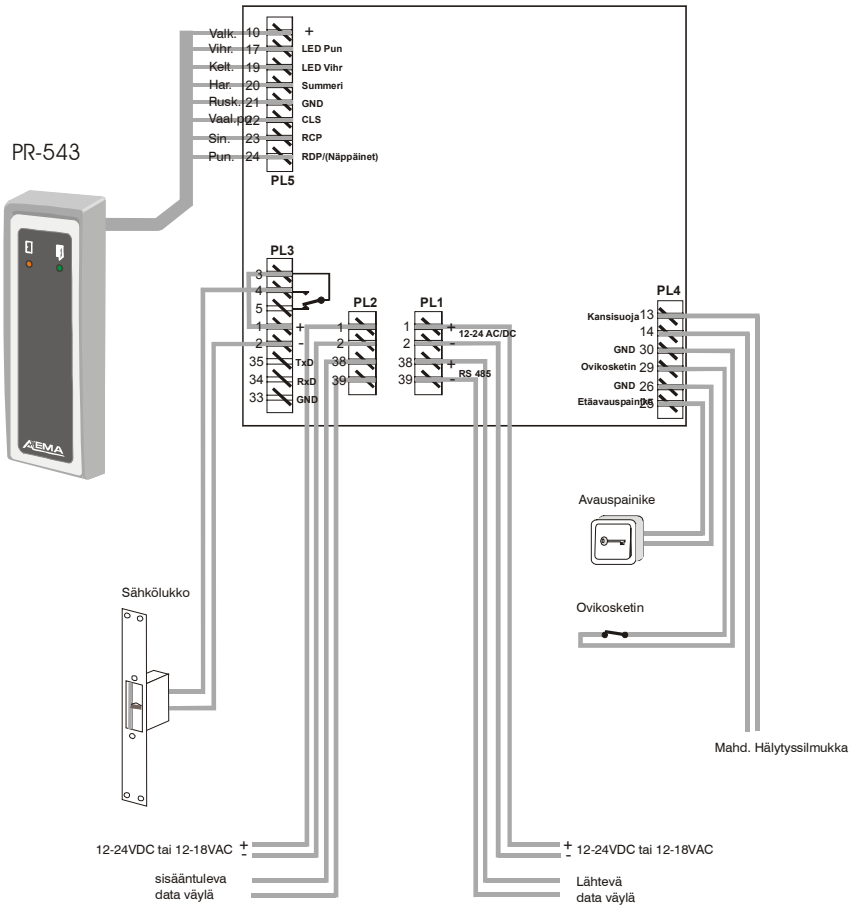 Valk. 10 +
Vihr. 17 LED Pun
Kelt. 19 LED Vihr
Har. 20 Summeri
Rusk. 21 GND
Vaal.pu 22 CLS
Sin. 23 RCP
Pun. 24 RDP/(Näppäinet)
PL5
PR-543
PL3
3
4
5
1 +
2 -
35 TxD
34 RxD
33 GND
PL2
1
2
38
39
PL1
1 + 12-24 AC/DC
2 -
38 + RS 485
39 -
PL4
Kansisuoja 13
14
GND 30
Ovikosketin 29
GND 26
Etäavauspainike 25
AXEMA
Avauspainike
Sähkölukko
Ovikosketin
Mahd. Hälytyssilmukka
12-24VDC tai 12-18VAC +
-
sisääntuleva
data väylä
+ 12-24VDC tai 12-18VAC
-
Lähtevä
data väylä